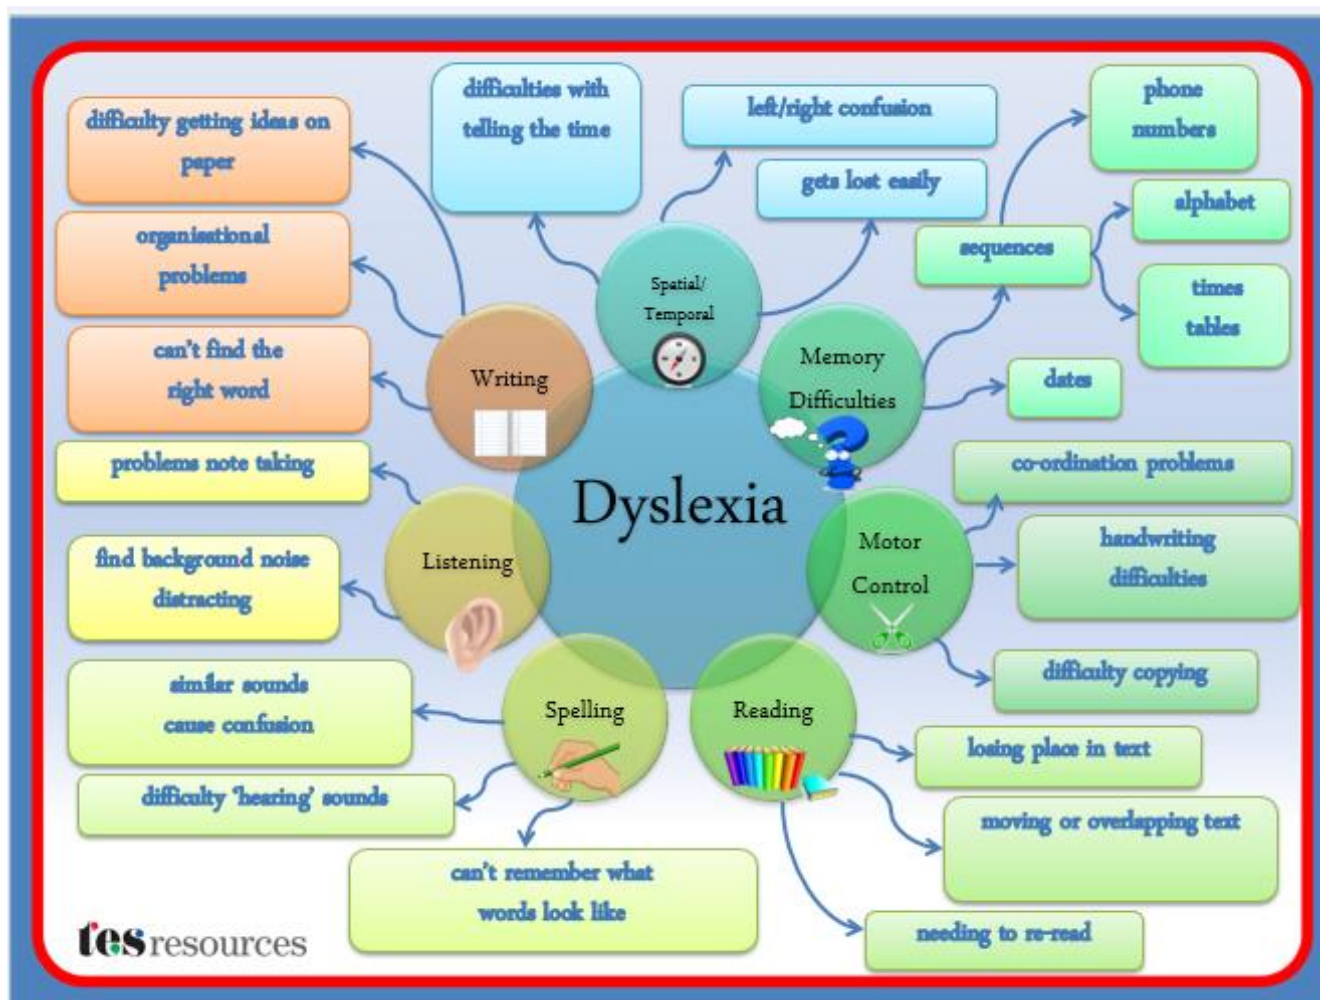 Dyslexia
Spatial/
Temporal
difficulties with
telling the time
left/right confusion
gets lost easily
Memory
Difficulties
sequences
phone
numbers
alphabet
times
tables
dates
Motor
Control
co-ordination problems
handwriting
difficulties
difficulty copying
Reading
losing place in text
moving or overlapping text
needing to re-read
Spelling
similar sounds
cause confusion
difficulty ‘hearing’ sounds
can’t remember what
words look like
Listening
problems note taking
find background noise
distracting
Writing
difficulty getting ideas on
paper
organisational
problems
can’t find the
right word
tes resources